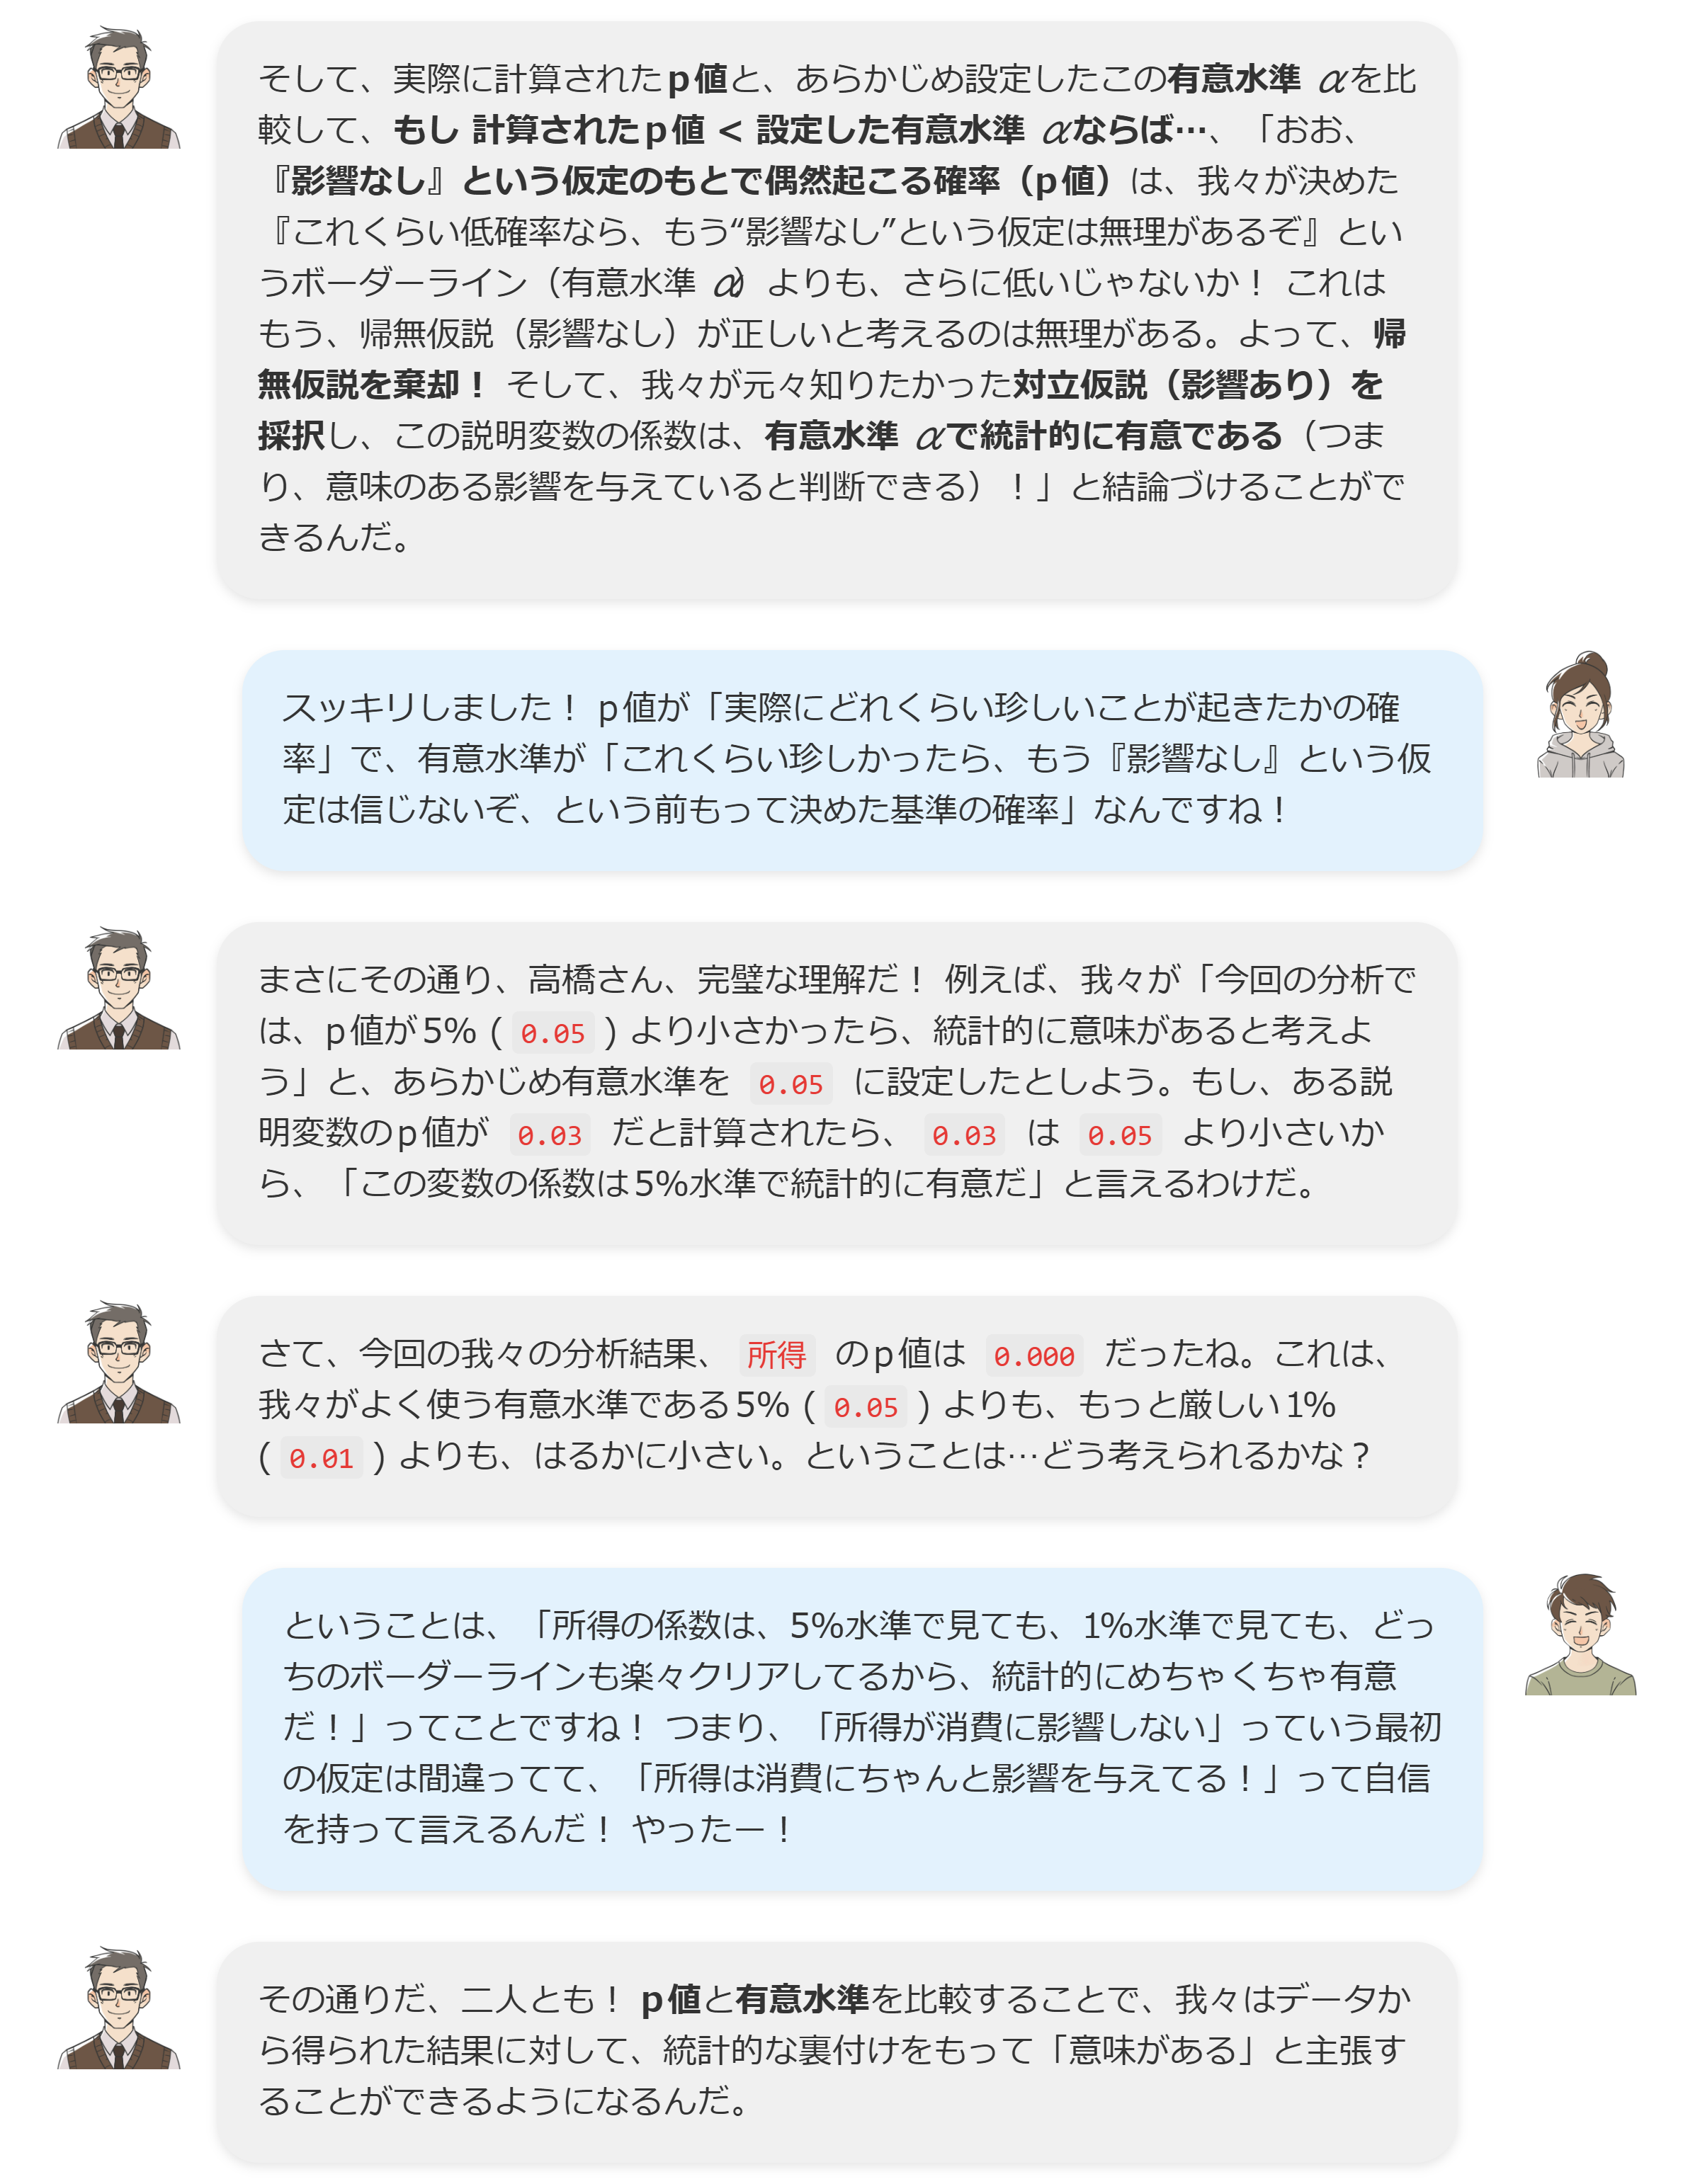 そして、実際に計算されたp値と、あらかじめ設定したこの有意水準 αを比
較して、もし 計算されたp値 < 設定した有意水準 αならば…、「おお、
『影響なし』という仮定のもとで偶然起こる確率（p値）は、我々が決めた
『これくらい低確率なら、もう“影響なし”という仮定は無理があるぞ』とい
うボーダーライン（有意水準 α）よりも、さらに低いじゃないか！ これは
もう、帰無仮説（影響なし）が正しいと考えるのは無理がある。よって、帰
無仮説を棄却！ そして、我々が元々知りたかった対立仮説（影響あり）を
採択し、この説明変数の係数は、有意水準 αで統計的に有意である（つま
り、意味のある影響を与えていると判断できる）！」と結論づけることがで
きるんだ。
スッキリしました！ p値が「実際にどれくらい珍しいことが起きたかの確
率」で、有意水準が「これくらい珍しかったら、もう『影響なし』という仮
定は信じないぞ、という前もって決めた基準の確率」なんですね！
まさにその通り、高橋さん、完璧な理解だ！ 例えば、我々が「今回の分析で
は、p値が5% ( 0.05 ) より小さかったら、統計的に意味があると考えよ
う」と、あらかじめ有意水準を 0.05 に設定したとしよう。もし、ある説
明変数のp値が 0.03 だと計算されたら、 0.03 は 0.05 より小さいか
ら、「この変数の係数は5%水準で統計的に有意だ」と言えるわけだ。
さて、今回の我々の分析結果、 所得 のp値は 0.000 だったね。これは、
我々がよく使う有意水準である5% ( 0.05 ) よりも、もっと厳しい1%
( 0.01 ) よりも、はるかに小さい。ということは…どう考えられるかな？
ということは、「所得の係数は、5%水準で見ても、1%水準で見ても、どっ
ちのボーダーラインも楽々クリアしてるから、統計的にめちゃくちゃ有意
だ！」ってことですね！ つまり、「所得が消費に影響しない」っていう最初
の仮定は間違ってて、「所得は消費にちゃんと影響を与えてる！」って自信
を持って言えるんだ！ やったー！
その通りだ、二人とも！ p値と有意水準を比較することで、我々はデータか
ら得られた結果に対して、統計的な裏付けをもって「意味がある」と主張す
ることができるようになるんだ。